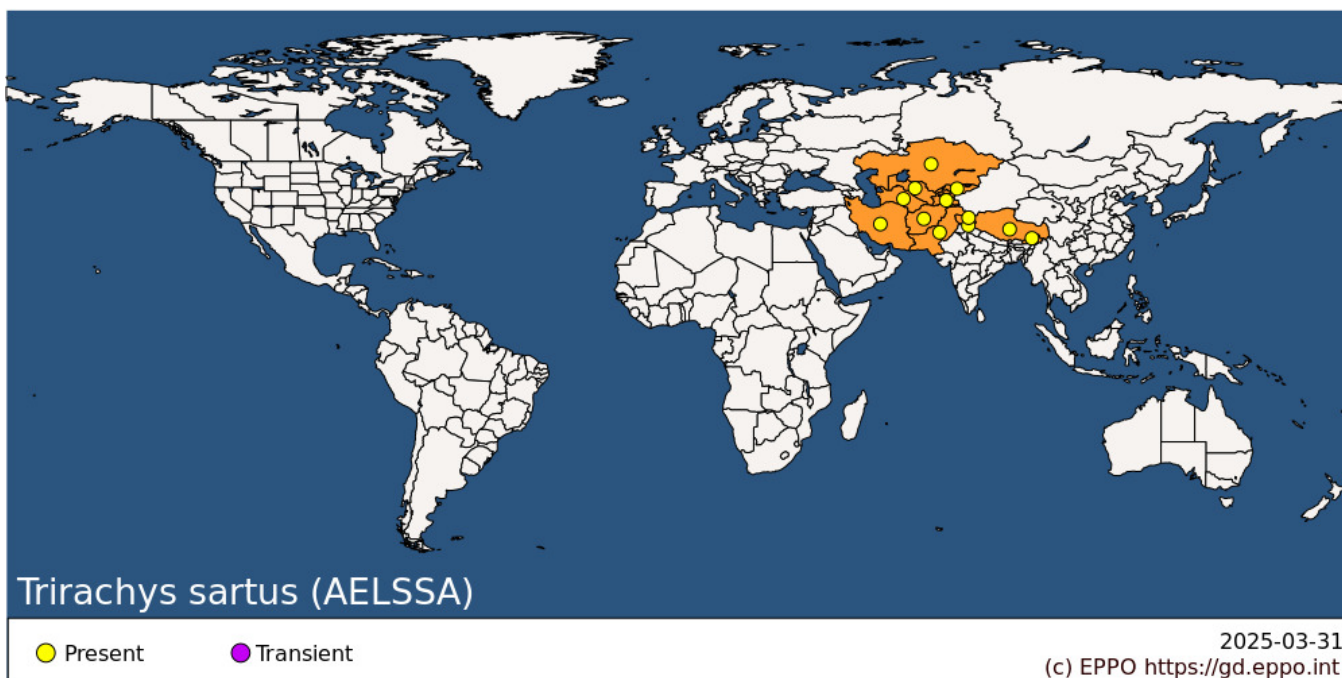 Trirachys sartus (AELSSA)
Present
Transient
2025-03-31
(c) EPPO https://gd.eppo.int